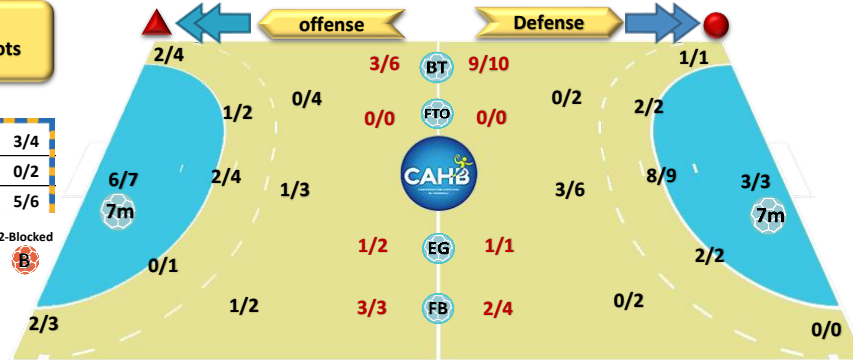 offense
Defense
ots
2/4
3/6
BT
9/10
1/1
0/4
1/2
0/0
FTO
0/0
0/2
2/2
3/4
0/2
5/6
6/7
7m
2/4
1/3
CAHB
3/6
8/9
3/3
7m
2-Blocked
B
0/1
1/2
EG
1/1
2/2
2/3
1/2
3/3
FB
2/4
0/2
0/0